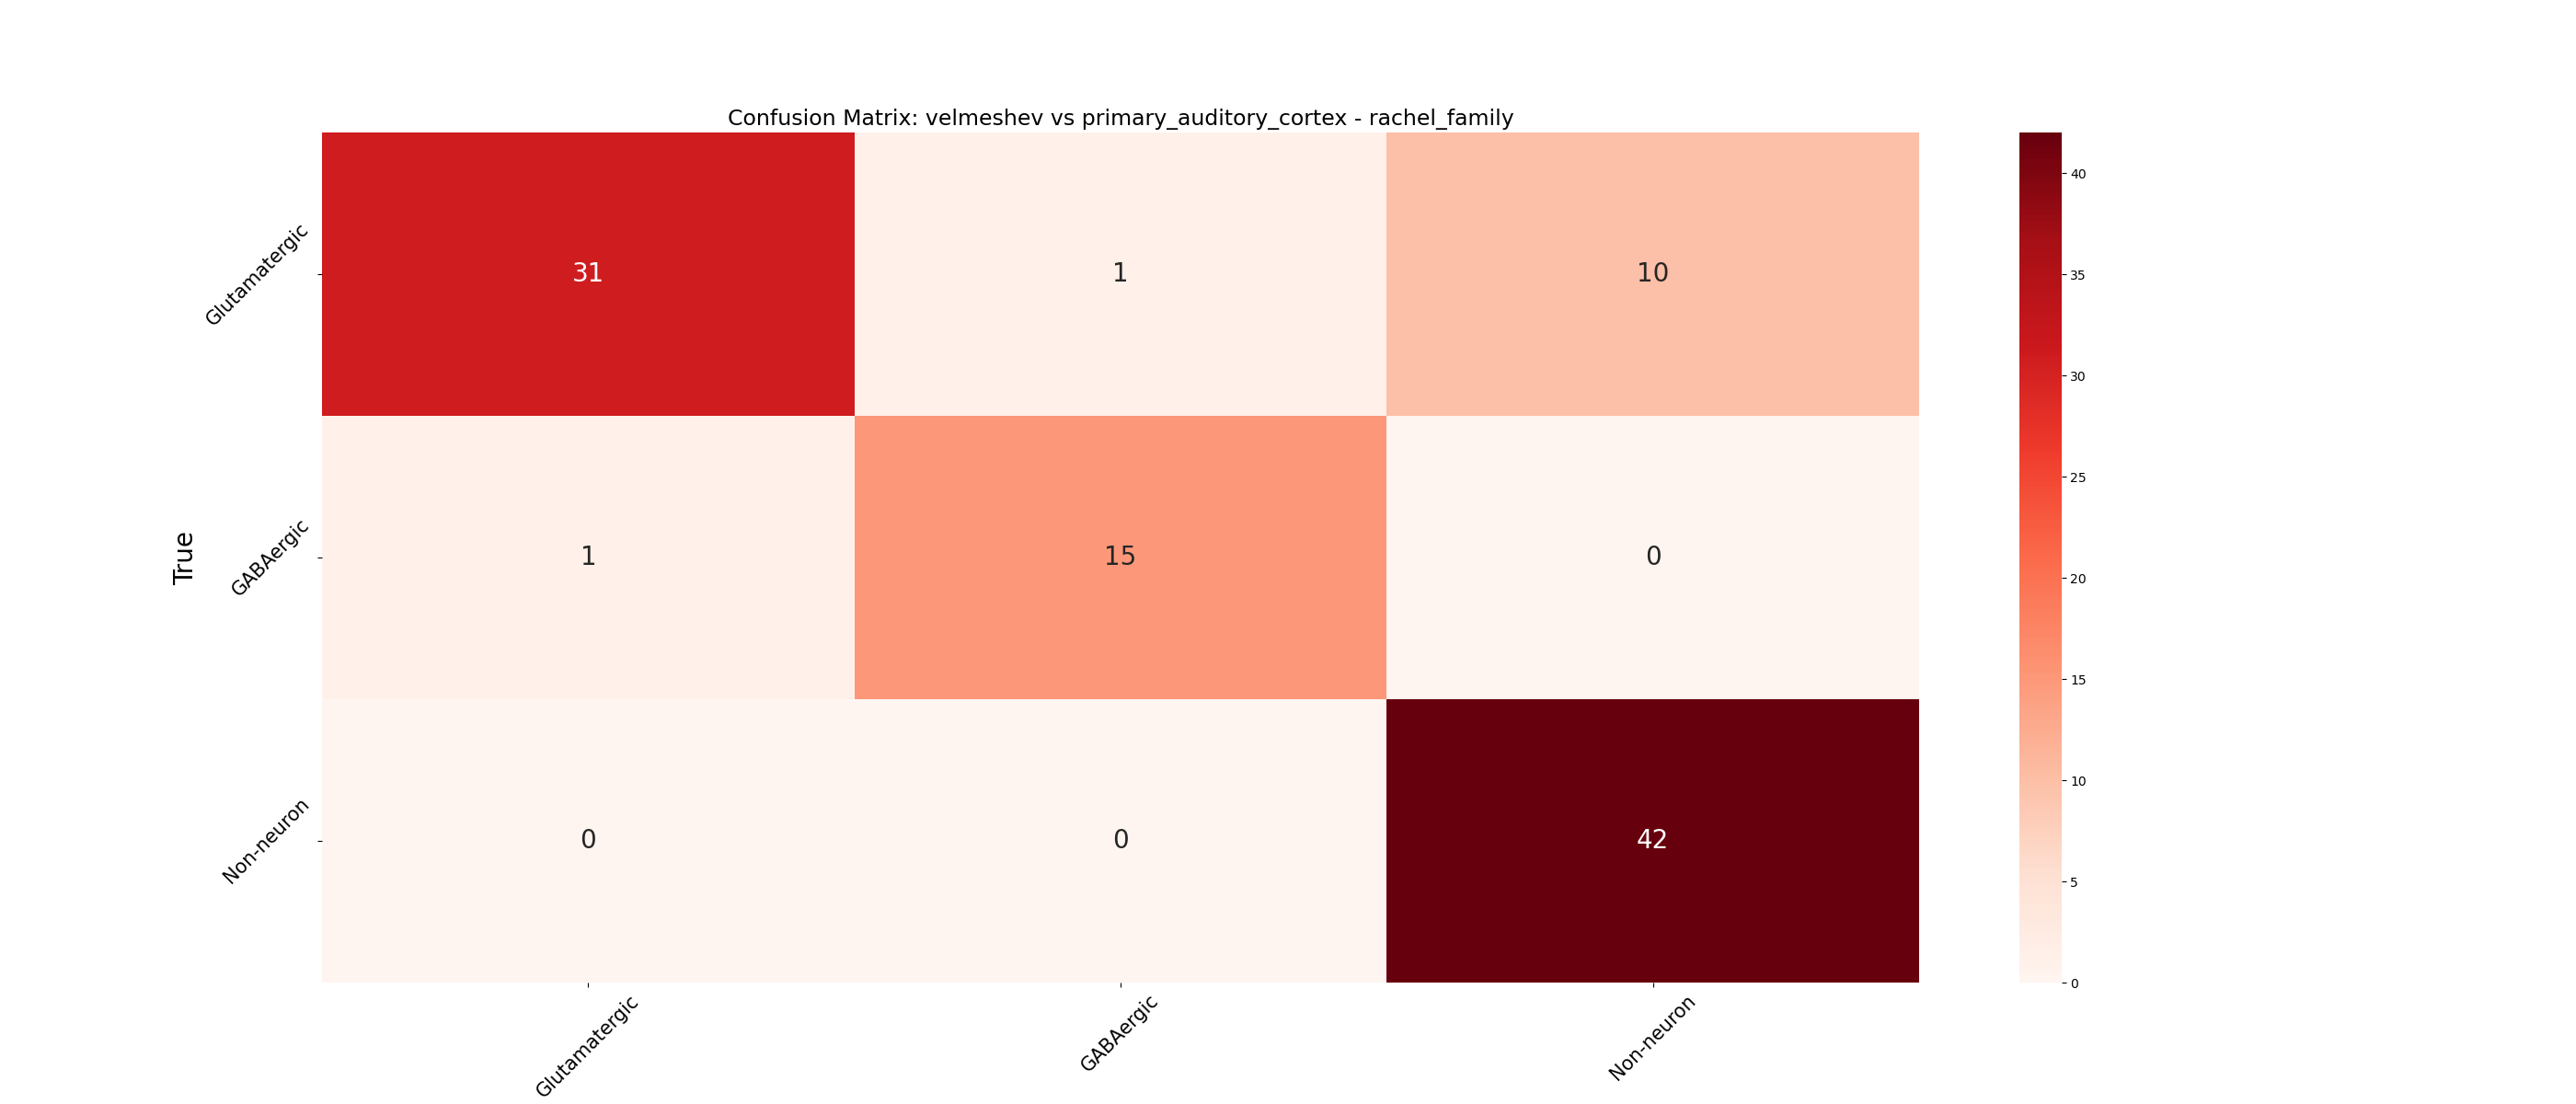 Confusion Matrix: velmeshev vs primary_auditory_cortex - rachel_family
True
Glutamatergic
31
1
10
GABAergic
1
15
0
Non-neuron
0
0
42
Glutamatergic
GABAergic
Non-neuron
40
35
30
25
20
15
10
5
0